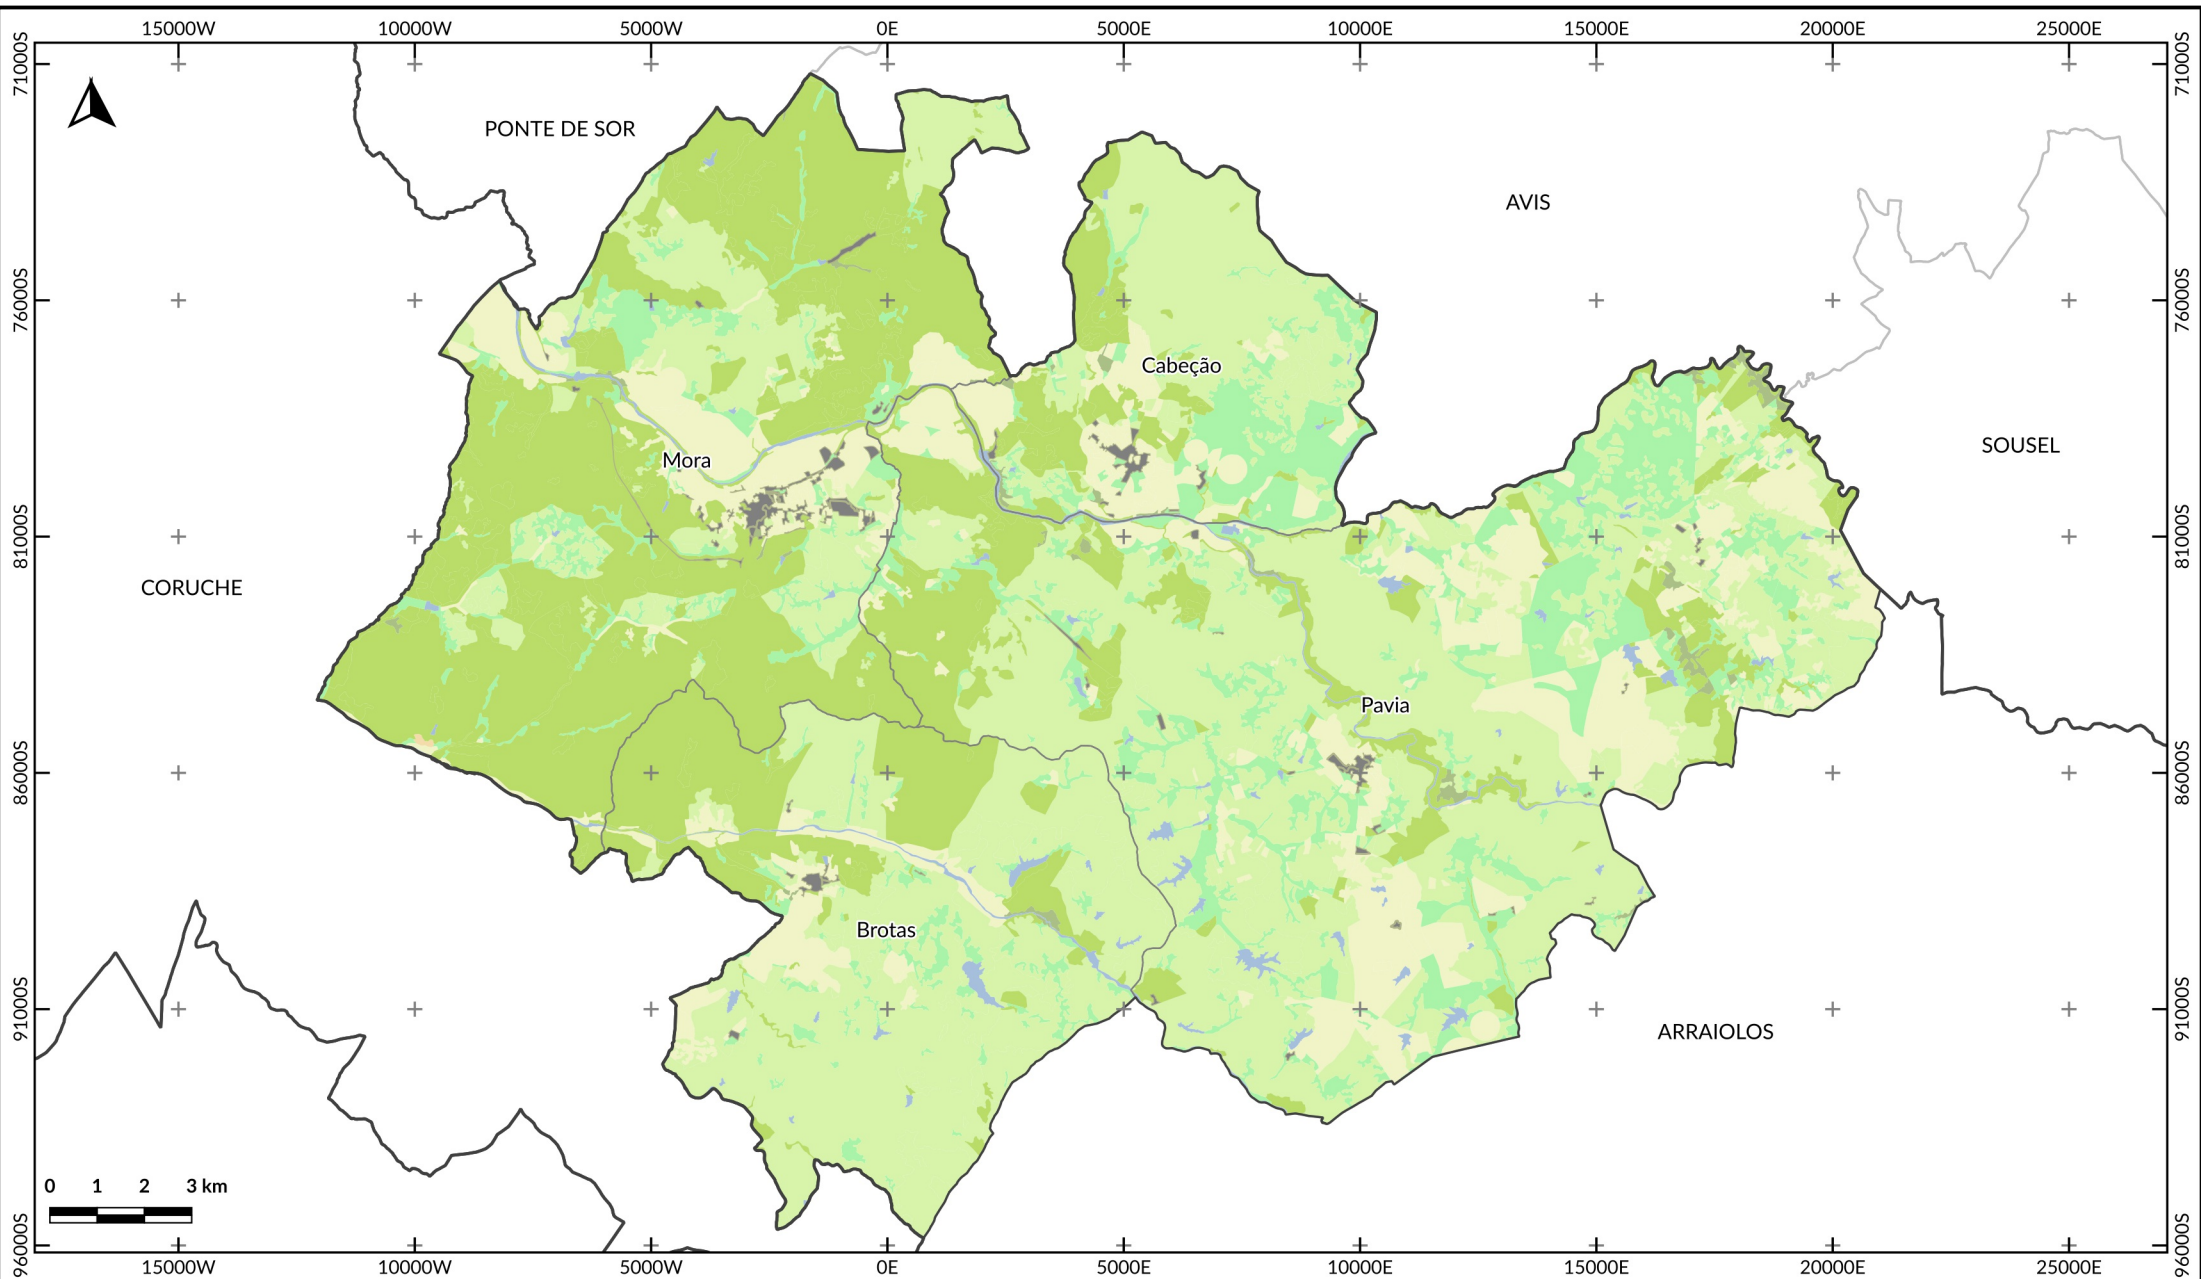 15000W 10000W 5000W 0E 5000E 10000E 15000E 20000E 25000E
71000S 71000S
PONTE DE SOR
AVIS
76000S 76000S
Cabeção
SOUSEL
Mora
81000S 81000S
CORUCHE
Pavia
86000S 86000S
Brotas
91000S 91000S
ARRAIOLOS
0 1 2 3 km
96000S 96000S
15000W 10000W 5000W 0E 5000E 10000E 15000E 20000E 25000E